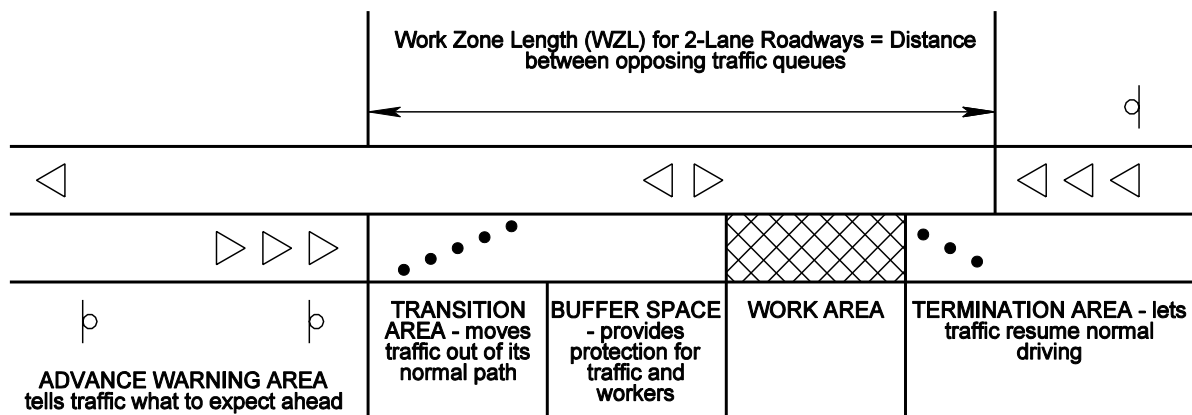 Work Zone Length (WZL) for 2-Lane Roadways = Distance
between opposing traffic queues
TRANSITION
AREA - moves
traffic out of its
normal path
BUFFER SPACE
- provides
protection for
traffic and
workers
WORK AREA
TERMINATION AREA - lets
traffic resume normal
driving
ADVANCE WARNING AREA
tells traffic what to expect ahead